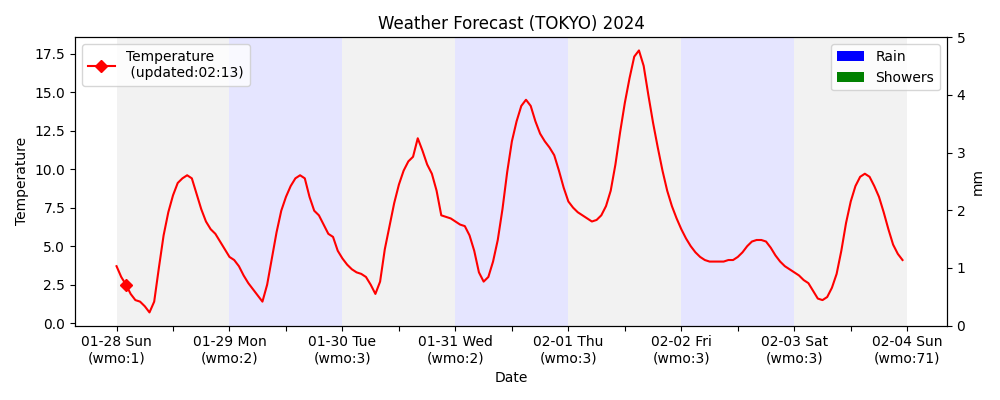 Weather Forecast (TOKYO) 2024
Temperature
(updated:02:13)
Rain
Showers
17.5
15.0
12.5
10.0
7.5
5.0
2.5
0.0
Temperature
5
4
3
2
1
0
mm
01-28 Sun
(wmo:1)
01-29 Mon
(wmo:2)
01-30 Tue
(wmo:3)
01-31 Wed
(wmo:2)
02-01 Thu
(wmo:3)
02-02 Fri
(wmo:3)
02-03 Sat
(wmo:3)
02-04 Sun
(wmo:71)
Date